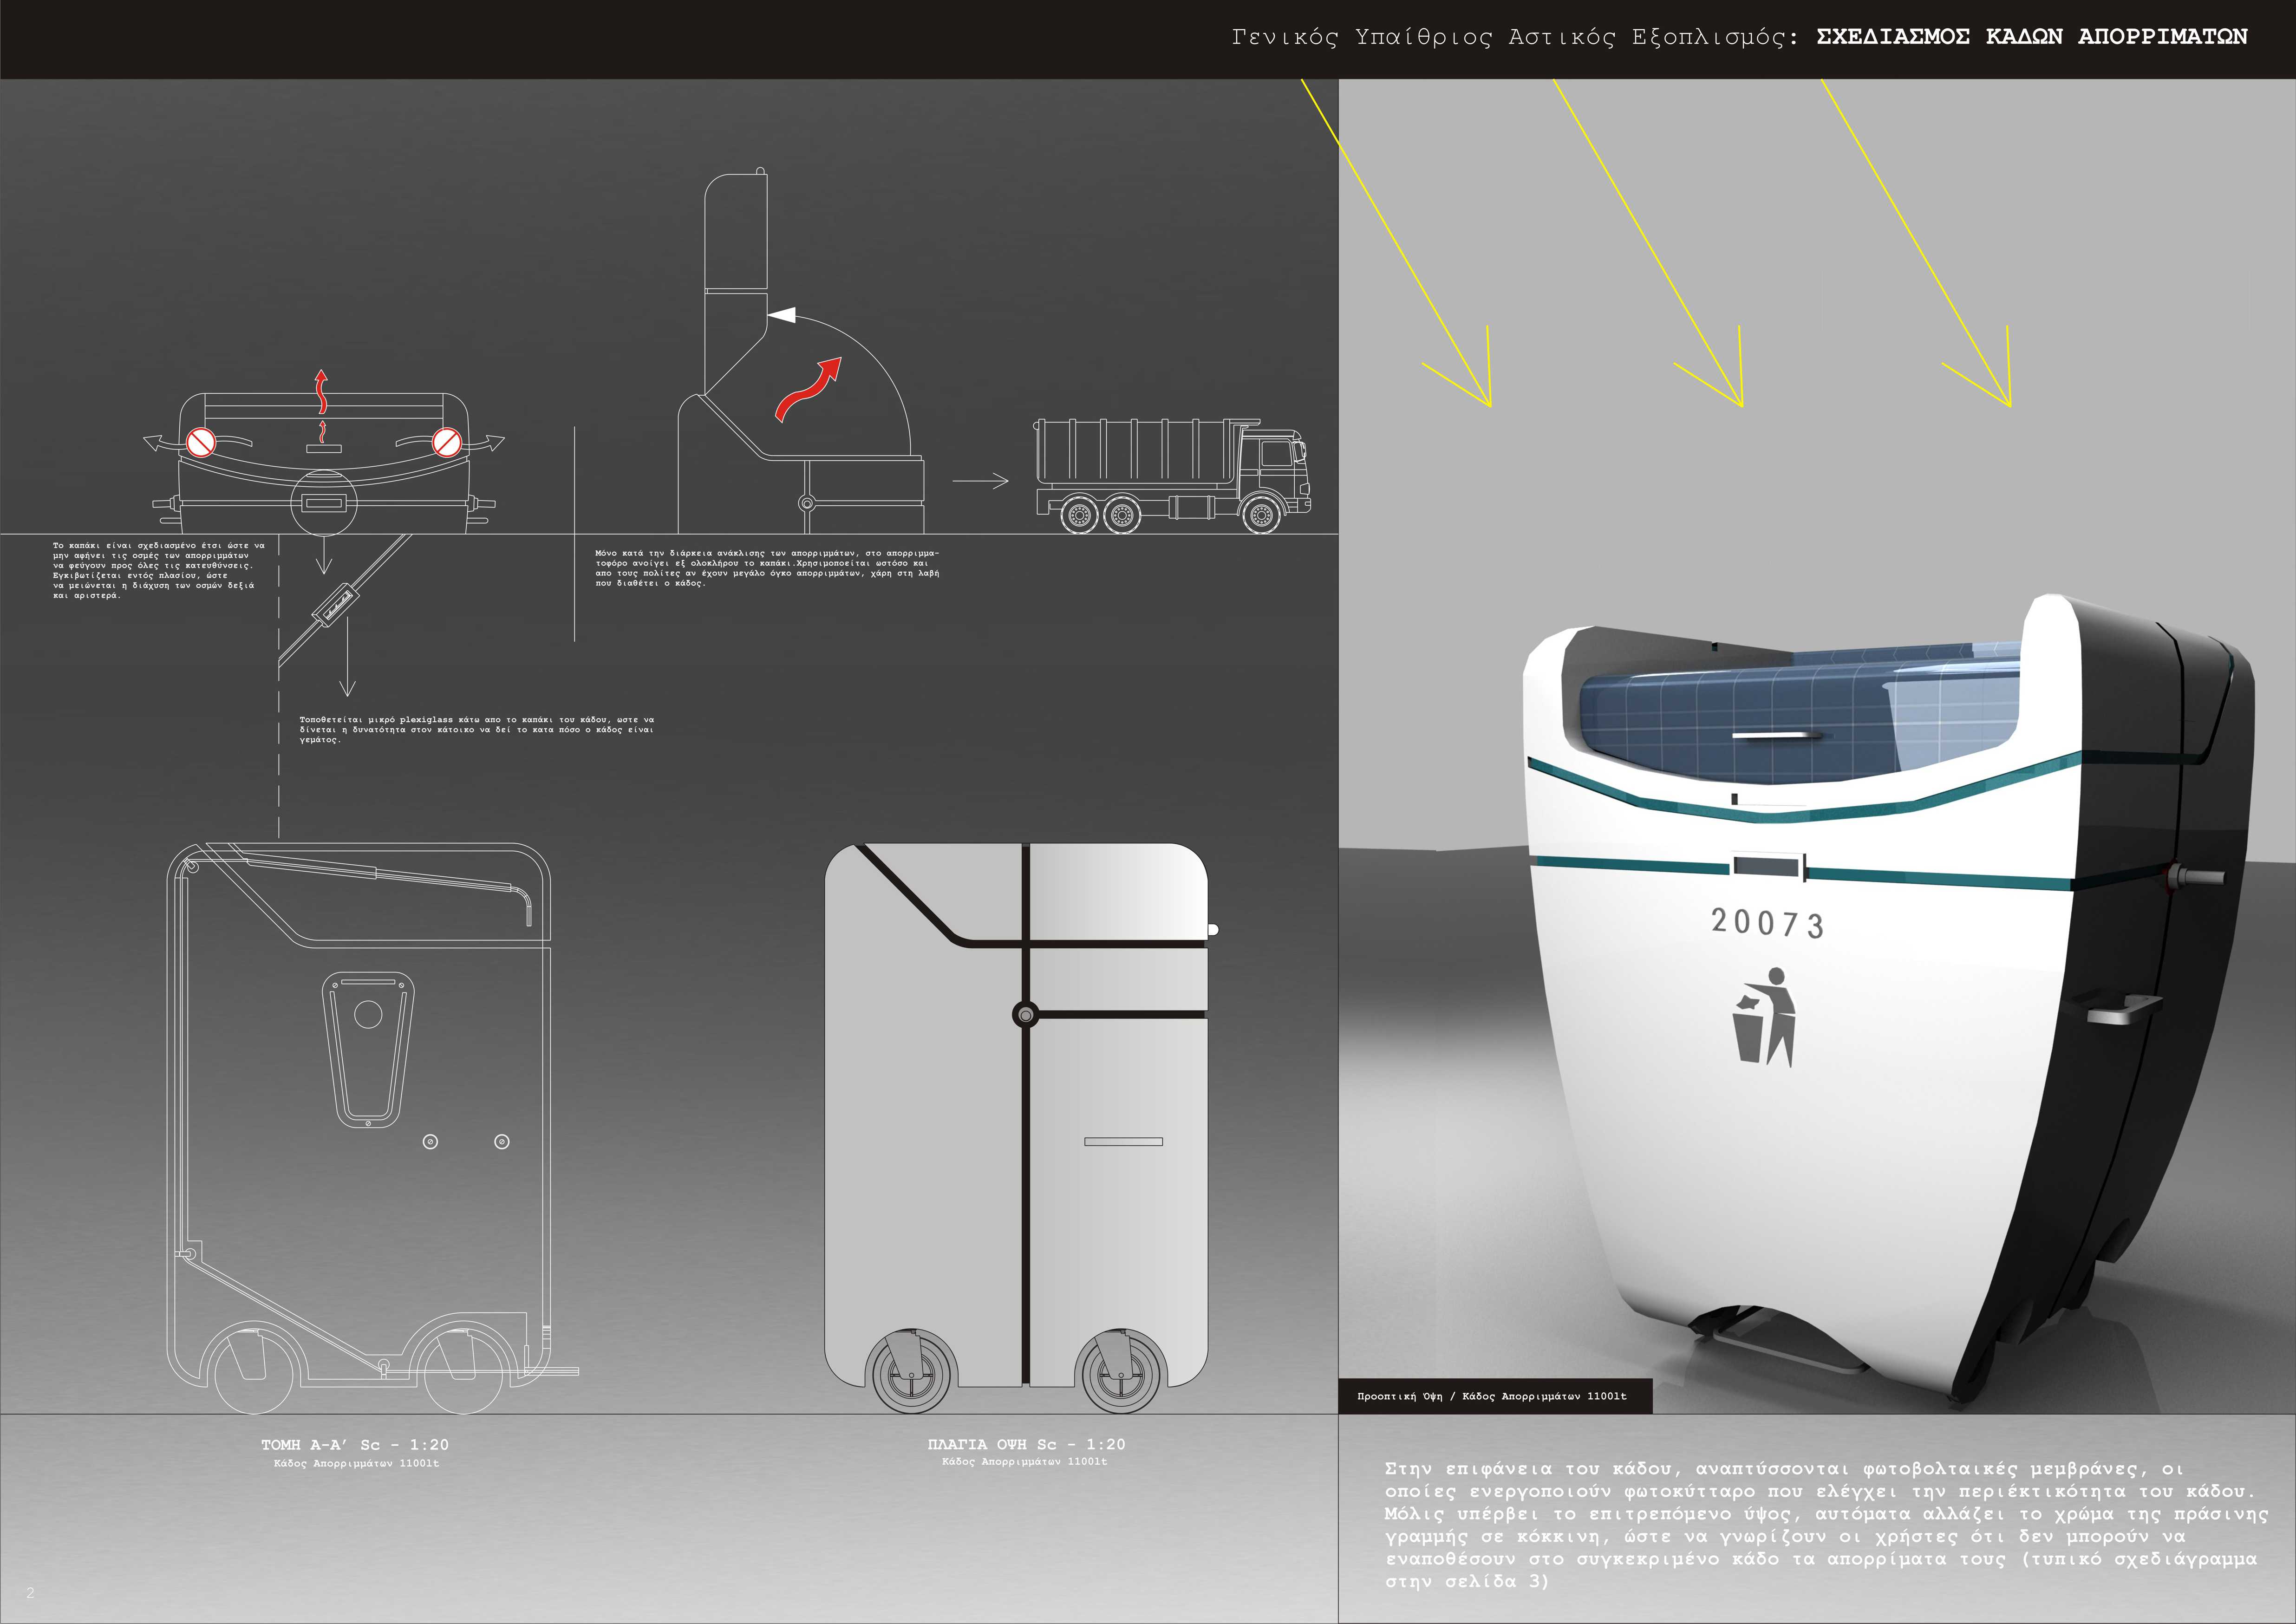 Γενικός Υπαίθριος Αστικός Εξοπλισμός: ΣΧΕΔΙΑΣΜΟΣ ΚΑΔΩΝ ΑΠΟΡΡΙΜΑΤΩΝ
Το καπάκι είναι σχεδιασμένο έτσι ώστε να
μην αφήνει τις οσμές των απορριμμάτων
να φεύγουν προς όλες τις κατευθύνσεις.
Εγκιβωτίζεται εντός πλασίου, ώστε
να μειώνεται η διάχυση των οσμών δεξιά
και αριστερά.
Μόνο κατά την διάρκεια ανάκλισης των απορριμμάτων, στο απορριμμα-
τοφόρο ανοίγει εξ ολοκλήρου το καπάκι.Χρησιμοποείται ωστόσο και
απο τους πολίτες αν έχουν μεγάλο όγκο απορριμμάτων, χάρη στη λαβή
που διαθέτει ο κάδος.
Τοποθετείται μικρό plexiglass κάτω απο το καπάκι του κάδου, ωστε να
δίνεται η δυνατότητα στον κάτοικο να δεί το κατα πόσο ο κάδος είναι
γεμάτος.
20073
ΤΟΜΗ Α-Α' Sc - 1:20
Κάδος Απορριμμάτων 1100lt
ΠΛΑΓΙΑ ΟΨΗ Sc - 1:20
Κάδος Απορριμμάτων 1100lt
Προοπτική Όψη / Κάδος Απορριμμάτων 1100lt
Στην επιφάνεια του κάδου, αναπτύσσονται φωτοβολταικές μεμβράνες, οι
οποίες ενεργοποιούν φωτοκύτταρο που ελέγχει την περιέκτικότητα του κάδου.
Μόλις υπέρβει το επιτρεπόμενο ύψος, αυτόματα αλλάζει το χρώμα της πράσινης
γραμμής σε κόκκινη, ώστε να γνωρίζουν οι χρήστες ότι δεν μπορούν να
εναποθέσουν στο συγκεκριμένο κάδο τα απορρίματα τους (τυπικό σχεδιάγραμμα
στην σελίδα 3)
2